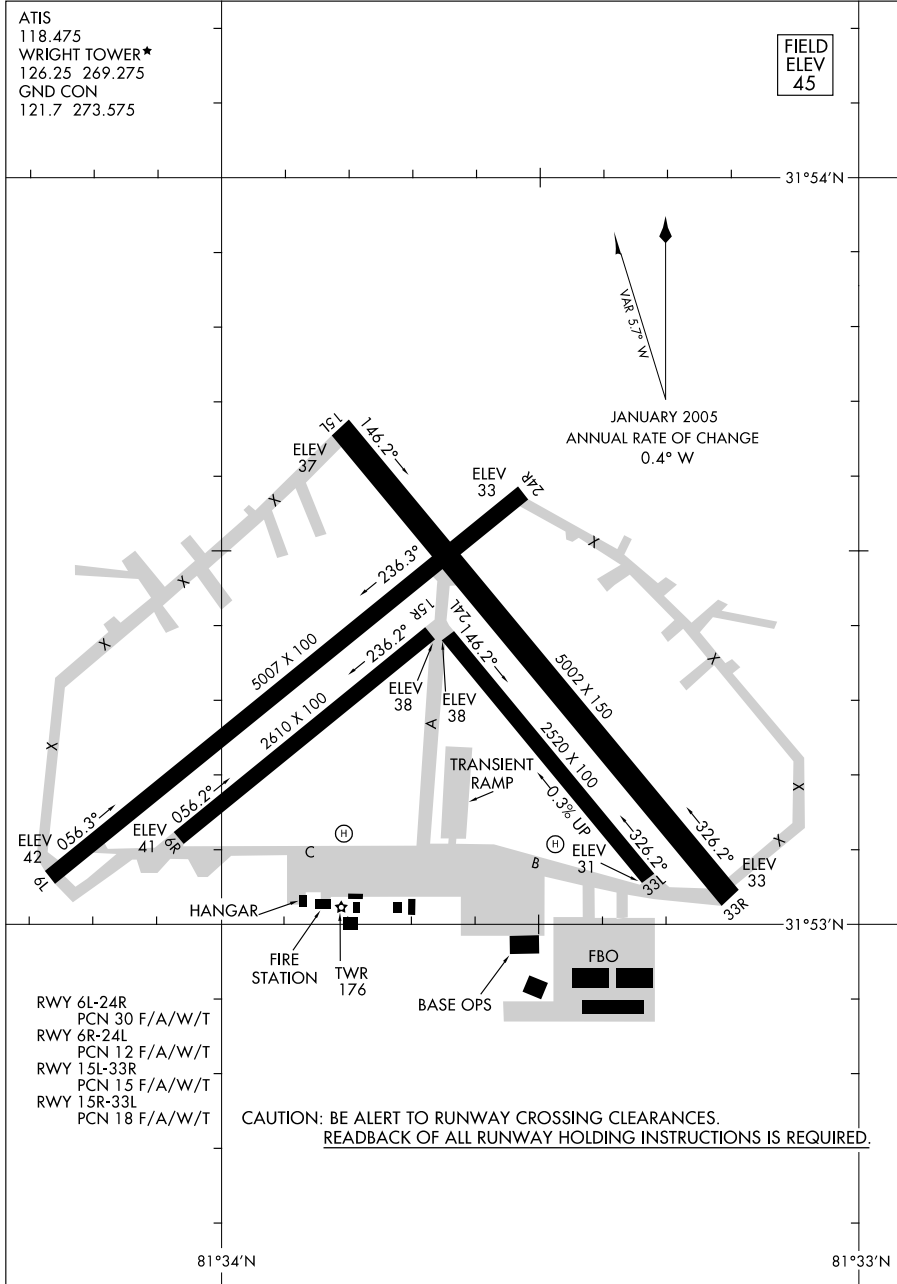 ATIS
118.475
WRIGHT TOWER★
126.25 269.275
GND CON
121.7 273.575
FIELD
ELEV
45
31°54'N
VAR 5.7° W
JANUARY 2005
ANNUAL RATE OF CHANGE
0.4° W
15L
146.2°
ELEV
37
ELEV
33
24R
X
X
X
X
X
X
X
X
236.3°
5007 X 100
15R
24L
236.2°
146.2°
ELEV
38
ELEV
38
2610 X 100
5002 X 150
2520 X 100
A
TRANSIENT
RAMP
0.3% UP
056.3°
056.2°
ELEV
42
6L
ELEV
41
6R
C
H
H
B
ELEV
31
326.2°
33L
326.2°
ELEV
33
33R
HANGAR
FIRE
STATION
TWR
176
BASE OPS
FBO
31°53'N
RWY 6L-24R
PCN 30 F/A/W/T
RWY 6R-24L
PCN 12 F/A/W/T
RWY 15L-33R
PCN 15 F/A/W/T
RWY 15R-33L
PCN 18 F/A/W/T
CAUTION: BE ALERT TO RUNWAY CROSSING CLEARANCES.
READBACK OF ALL RUNWAY HOLDING INSTRUCTIONS IS REQUIRED.
81°34'N
81°33'N